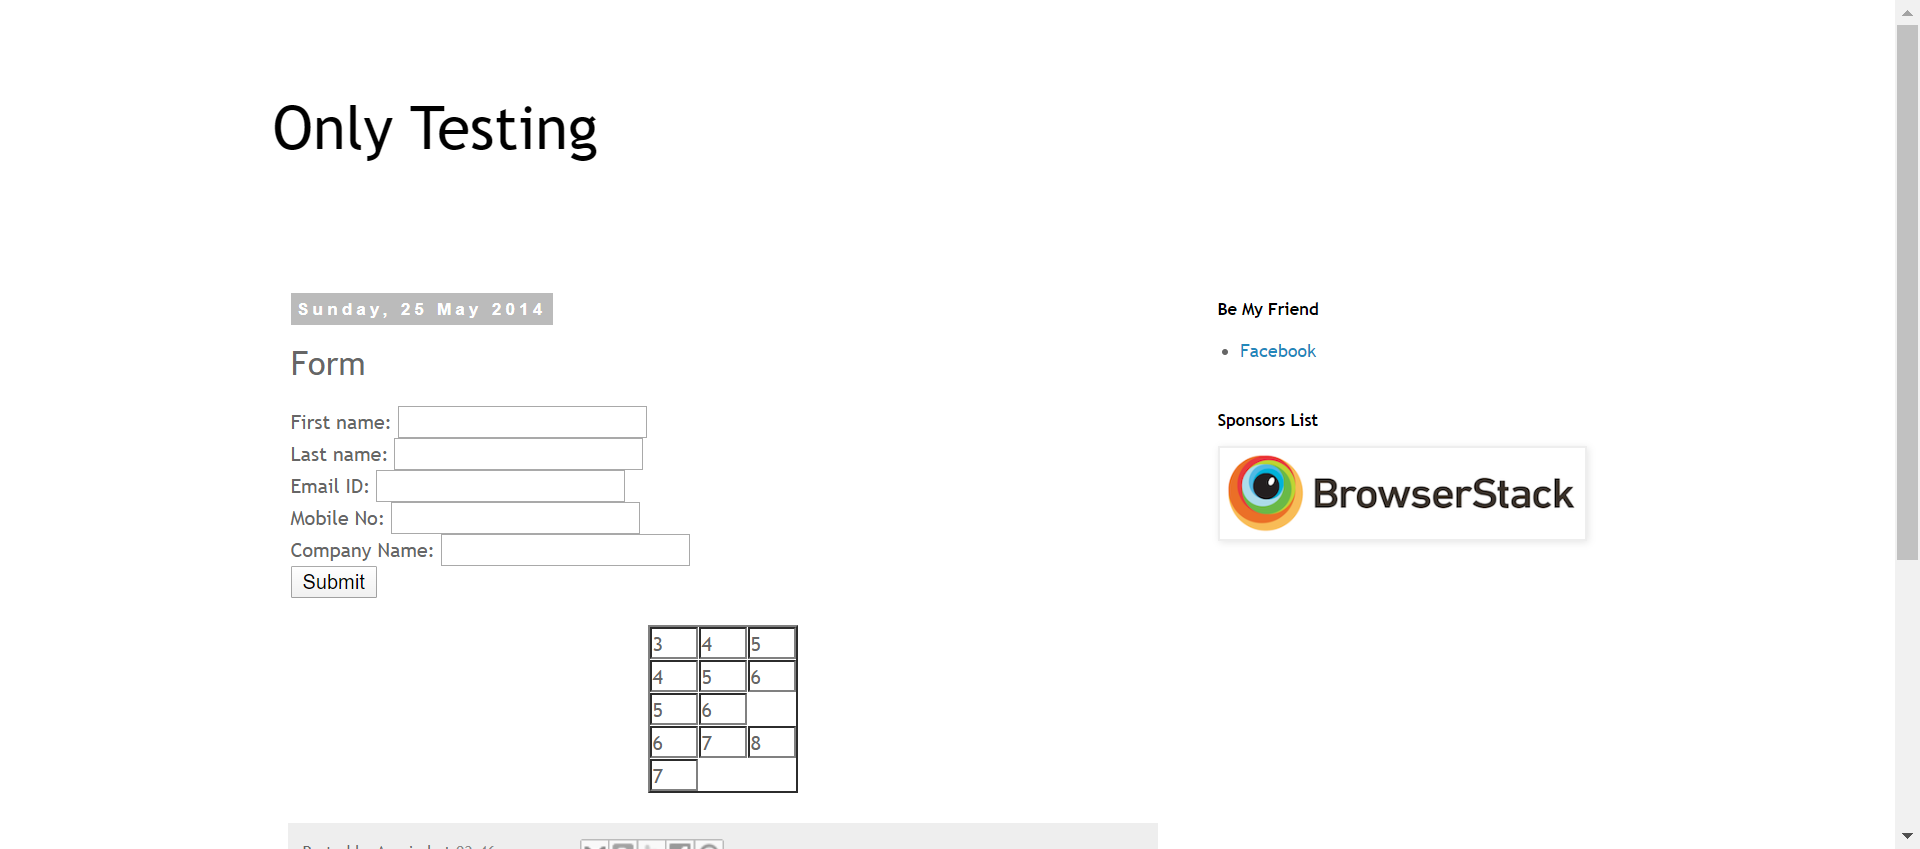 Only Testing
Sunday, 25 May 2014
Form
First name:
Last name:
Email ID:
Mobile No:
Company Name:
Submit
3 4 5
4 5 6
5 6
6 7 8
7
Be My Friend
Facebook
Sponsors List
BrowserStack